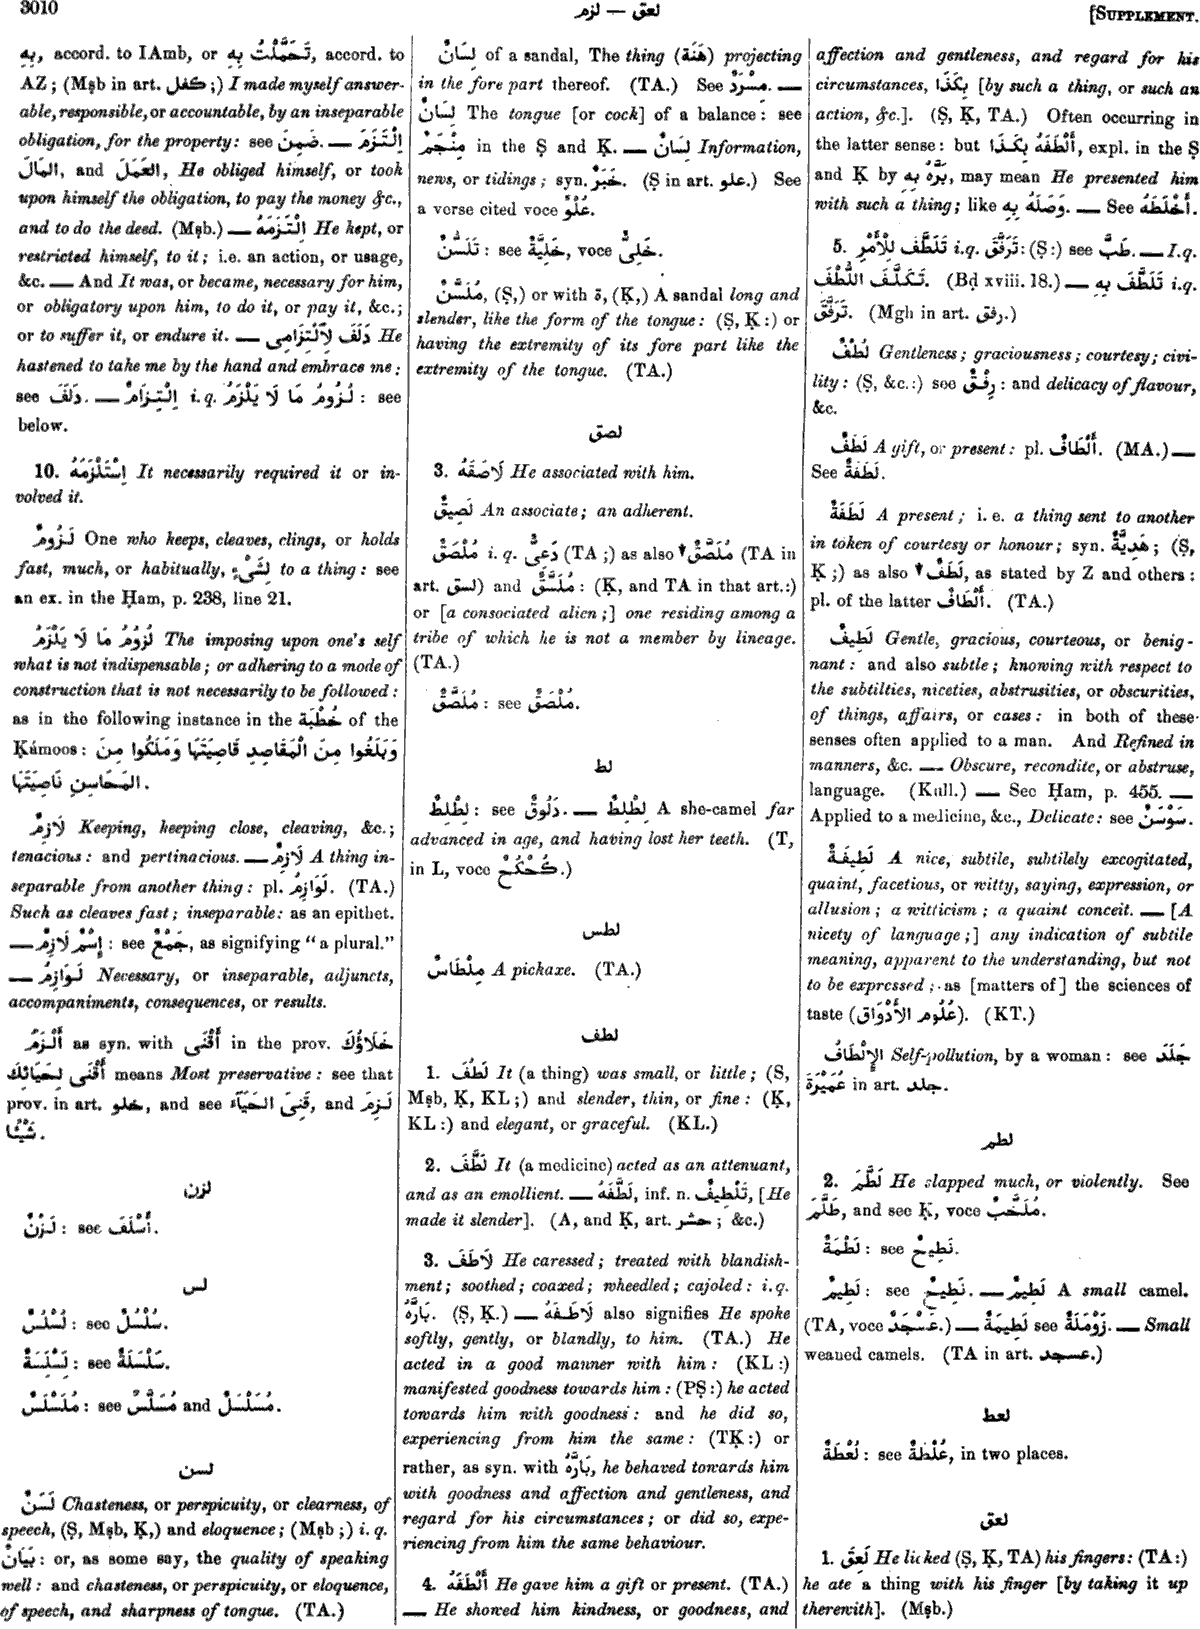 3010
لزم — لعق
[SUPPLEMENT.
بِهِ, accord. to IAmb, or تَحَمَّلْتُ بِهِ, accord. to
AZ; (Mṣb in art. كفل;) I made myself answer-
able, responsible, or accountable, by an inseparable
obligation, for the property: see ضَمِنَ. — اِلْتَزَمَ
المَالَ, and العَمَلَ, He obliged himself, or took
upon himself the obligation, to pay the money &c.,
and to do the deed. (Mṣb.) — اِلْتَزَمَهُ He kept, or
restricted himself, to it; i.e. an action, or usage,
&c. — And It was, or became, necessary for him,
or obligatory upon him, to do it, or pay it, &c.;
or to suffer it, or endure it. — دَلَفَ لِٱلْتِزَامِى He
hastened to take me by the hand and embrace me:
see دَلَفَ. — اِلْتِزَامٌ i. q. لُزُومُ مَا لَا يَلْزَمُ: see
below.
10. اِسْتَلْزَمَهُ It necessarily required it or in-
volved it.
لَزُومٌ One who keeps, cleaves, clings, or holds
fast, much, or habitually, لِشَىْءٍ to a thing: see
an ex. in the Ḥam, p. 238, line 21.
لُزُومُ مَا لَا يَلْزَمُ The imposing upon one's self
what is not indispensable; or adhering to a mode of
construction that is not necessarily to be followed:
as in the following instance in the خُطْبَة of the
Ḳámoos: وَبَلَغُوا مِنَ الْمَقَاصِدِ قَاصِيَتَهَا وَمَلَكُوا مِنَ
المَحَاسِنِ نَاصِيَتَهَا.
لَازِمٌ Keeping, keeping close, cleaving, &c.;
tenacious: and pertinacious. — لَازِمٌ A thing in-
separable from another thing: pl. لَوَازِمُ. (TA.)
Such as cleaves fast; inseparable: as an epithet.
— إِسْمٌ لَازِمٌ: see جَمْعٌ, as signifying "a plural."
— لَوَازِمُ Necessary, or inseparable, adjuncts,
accompaniments, consequences, or results.
أَلْزَمُ as syn. with أَقْنَى in the prov. خَلَاؤُكَ
أَقْنَى لِحَيَائِكَ means Most preservative: see that
prov. in art. خلو, and see قَنِىَ الحَيَآءَ, and لَزِمَ
شَيْئًا.
لزن
لَزْنٌ: see أَسْلَفَ.
لس
لُسْلُسٌ: see سُلْسُلٌ.
لَسْلِسَةٌ: see سَلْسَلَةٌ.
مُلَسْلَسٌ: see مُسَلَّسٌ and مُسَلْسَلٌ.
لسن
لَسَنٌ Chasteness, or perspicuity, or clearness, of
speech, (Ṣ, Mṣb, Ḳ,) and eloquence; (Mṣb;) i. q.
بَيَانٌ: or, as some say, the quality of speaking
well: and chasteness, or perspicuity, or eloquence,
of speech, and sharpness of tongue. (TA.)
لِسَانٌ of a sandal, The thing (هَنَة) projecting
in the fore part thereof. (TA.) See مِسْرَدٌ. —
لِسَانٌ The tongue [or cock] of a balance: see
مِنْجَمٌ in the Ṣ and Ḳ. — لِسَانٌ Information,
news, or tidings; syn. خَبَرٌ. (Ṣ in art. علو.) See
a verse cited voce عُلْوٌ.
تَلَسُّنٌ: see خَلِيَّةٌ, voce خَلِىٌّ.
مُلَسَّنٌ, (Ṣ,) or with ة, (Ḳ,) A sandal long and
slender, like the form of the tongue: (Ṣ, Ḳ:) or
having the extremity of its fore part like the
extremity of the tongue. (TA.)
لصق
3. لَاصَقَهُ He associated with him.
لَصِيقٌ An associate; an adherent.
مُلْصَقٌ i. q. دَعِىٌّ (TA;) as also مُلَصَّقٌ (TA in
art. لسق) and مُلَسَّقٌ: (Ḳ, and TA in that art.:)
or [a consociated alien;] one residing among a
tribe of which he is not a member by lineage.
(TA.)
مُلَصَّقٌ: see مُلْصَقٌ.
لط
لِطْلِطٌ: see دَلُوقٌ. — لِطْلِطٌ A she-camel far
advanced in age, and having lost her teeth. (T,
in L, voce كُحْكُحٌ.)
لطس
مِلْطَاسٌ A pickaxe. (TA.)
لطف
1. لَطُفَ It (a thing) was small, or little; (S,
Mṣb, Ḳ, KL;) and slender, thin, or fine: (Ḳ,
KL:) and elegant, or graceful. (KL.)
2. لَطَّفَ It (a medicine) acted as an attenuant,
and as an emollient. — لَطَّفَهُ, inf. n. تَلْطِيفٌ, [He
made it slender]. (A, and Ḳ, art. حشر; &c.)
3. لَاطَفَ He caressed; treated with blandish-
ment; soothed; coaxed; wheedled; cajoled: i. q.
بَارَّهُ. (Ṣ, Ḳ.) — لَاطَفَهُ also signifies He spoke
softly, gently, or blandly, to him. (TA.) He
acted in a good manner with him: (KL:)
manifested goodness towards him: (PṢ:) he acted
towards him with goodness: and he did so,
experiencing from him the same: (TḲ:) or
rather, as syn. with بَارَّهُ, he behaved towards him
with goodness and affection and gentleness, and
regard for his circumstances; or did so, expe-
riencing from him the same behaviour.
4. أَلْطَفَهُ He gave him a gift or present. (TA.)
— He showed him kindness, or goodness, and
affection and gentleness, and regard for his
circumstances, بِكَذَا [by such a thing, or such an
action, &c.]. (Ṣ, Ḳ, TA.) Often occurring in
the latter sense: but أَلْطَفَهُ بِكَذَا, expl. in the Ṣ
and Ḳ by بَرَّهُ بِهِ, may mean He presented him
with such a thing; like وَصَلَهُ بِهِ. — See أَخْلَطَهُ.
5. تَلَطَّفَ لِلْأَمْرِ i.q. تَرَفَّقَ: (Ṣ:) see طَبَّ. — I.q.
تَكَلَّفَ اللُّطْفَ. (Bḍ xviii. 18.) — تَلَطَّفَ بِهِ i.q.
تَرَفَّقَ. (Mgh in art. رفق.)
لُطْفٌ Gentleness; graciousness; courtesy; civi-
lity: (Ṣ, &c.:) see رِفْقٌ: and delicacy of flavour,
&c.
لَطَفٌ A gift, or present: pl. أَلْطَافٌ. (MA.) —
See لَطَفَةٌ.
لَطَفَةٌ A present; i. e. a thing sent to another
in token of courtesy or honour; syn. هَدِيَّةٌ; (Ṣ,
Ḳ;) as also لَطَفٌ, as stated by Z and others:
pl. of the latter أَلْطَافٌ. (TA.)
لَطِيفٌ Gentle, gracious, courteous, or benig-
nant: and also subtle; knowing with respect to
the subtilties, niceties, abstrusities, or obscurities,
of things, affairs, or cases: in both of these
senses often applied to a man. And Refined in
manners, &c. — Obscure, recondite, or abstruse,
language. (Kull.) — See Ḥam, p. 455. —
Applied to a medicine, &c., Delicate: see سَوْسَنٌ.
لَطِيفَةٌ A nice, subtile, subtilely excogitated,
quaint, facetious, or witty, saying, expression, or
allusion; a witticism; a quaint conceit. — [A
nicety of language;] any indication of subtile
meaning, apparent to the understanding, but not
to be expressed; as [matters of] the sciences of
taste (عُلُوم الأَذْوَاق). (KT.)
الإِلْطَافُ Self-pollution, by a woman: see جَلَدَ
عُمَيْرَةَ in art. جلد.
لطم
2. لَطَّمَ He slapped much, or violently. See
طَلَّمَ, and see Ḳ, voce مُلَخَّبٌ.
لَطْمَةٌ: see نَطِيحٌ.
لَطِيمٌ: see نَطِيحٌ. — لَطِيمٌ A small camel.
(TA, voce عَسْجَدٌ.) — لَطِيمَةٌ see زَوْمَلَةٌ. — Small
weaned camels. (TA in art. عسجد.)
لعط
لُعْطَةٌ: see عُلْطَةٌ, in two places.
لعق
1. لَعِقَ He licked (Ṣ, Ḳ, TA) his fingers: (TA:)
he ate a thing with his finger [by taking it up
therewith]. (Mṣb.)